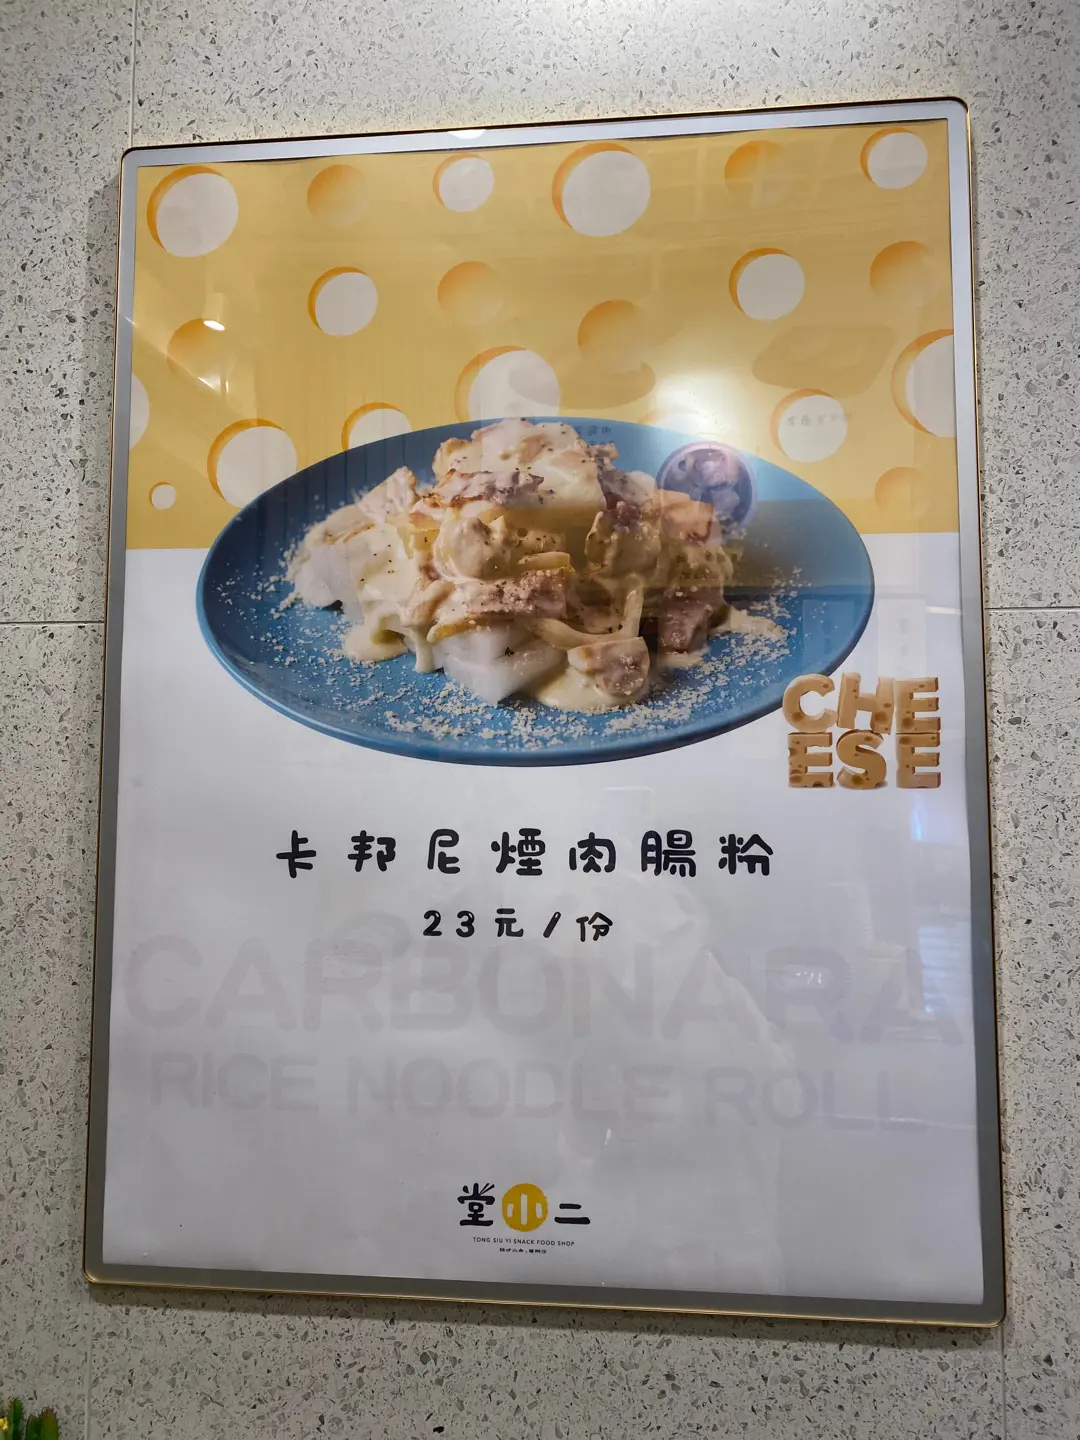 CHE
ESE
卡邦尼煙肉腸粉
23元/份
CARBONARA
RICE NOODLE ROLL
堂小二
TONG SIU YI SNACK FOOD SHOP